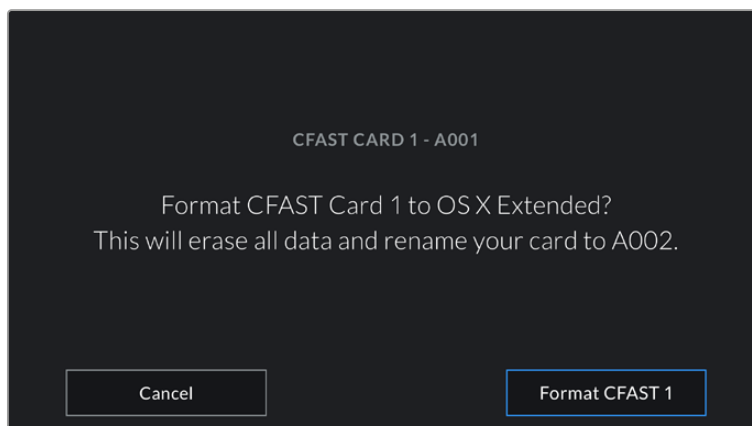 CFAST CARD 1 - A001
Format CFAST Card 1 to OS X Extended?
This will erase all data and rename your card to A002.
Cancel
Format CFAST 1